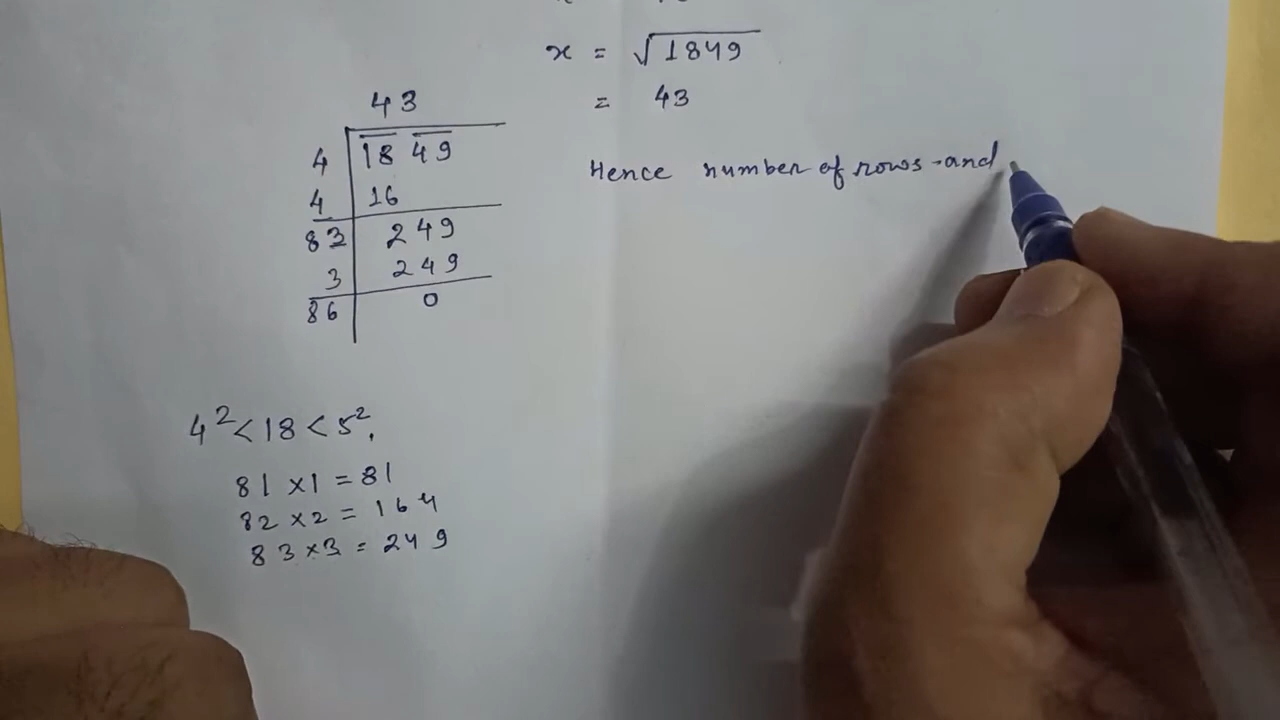 x = √1849
= 43
Hence number of rows and
43
4 18 49
4 16
83 249
3 249
86 0
4² < 18 < 5².
81 × 1 = 81
82 × 2 = 164
83 × 3 = 249